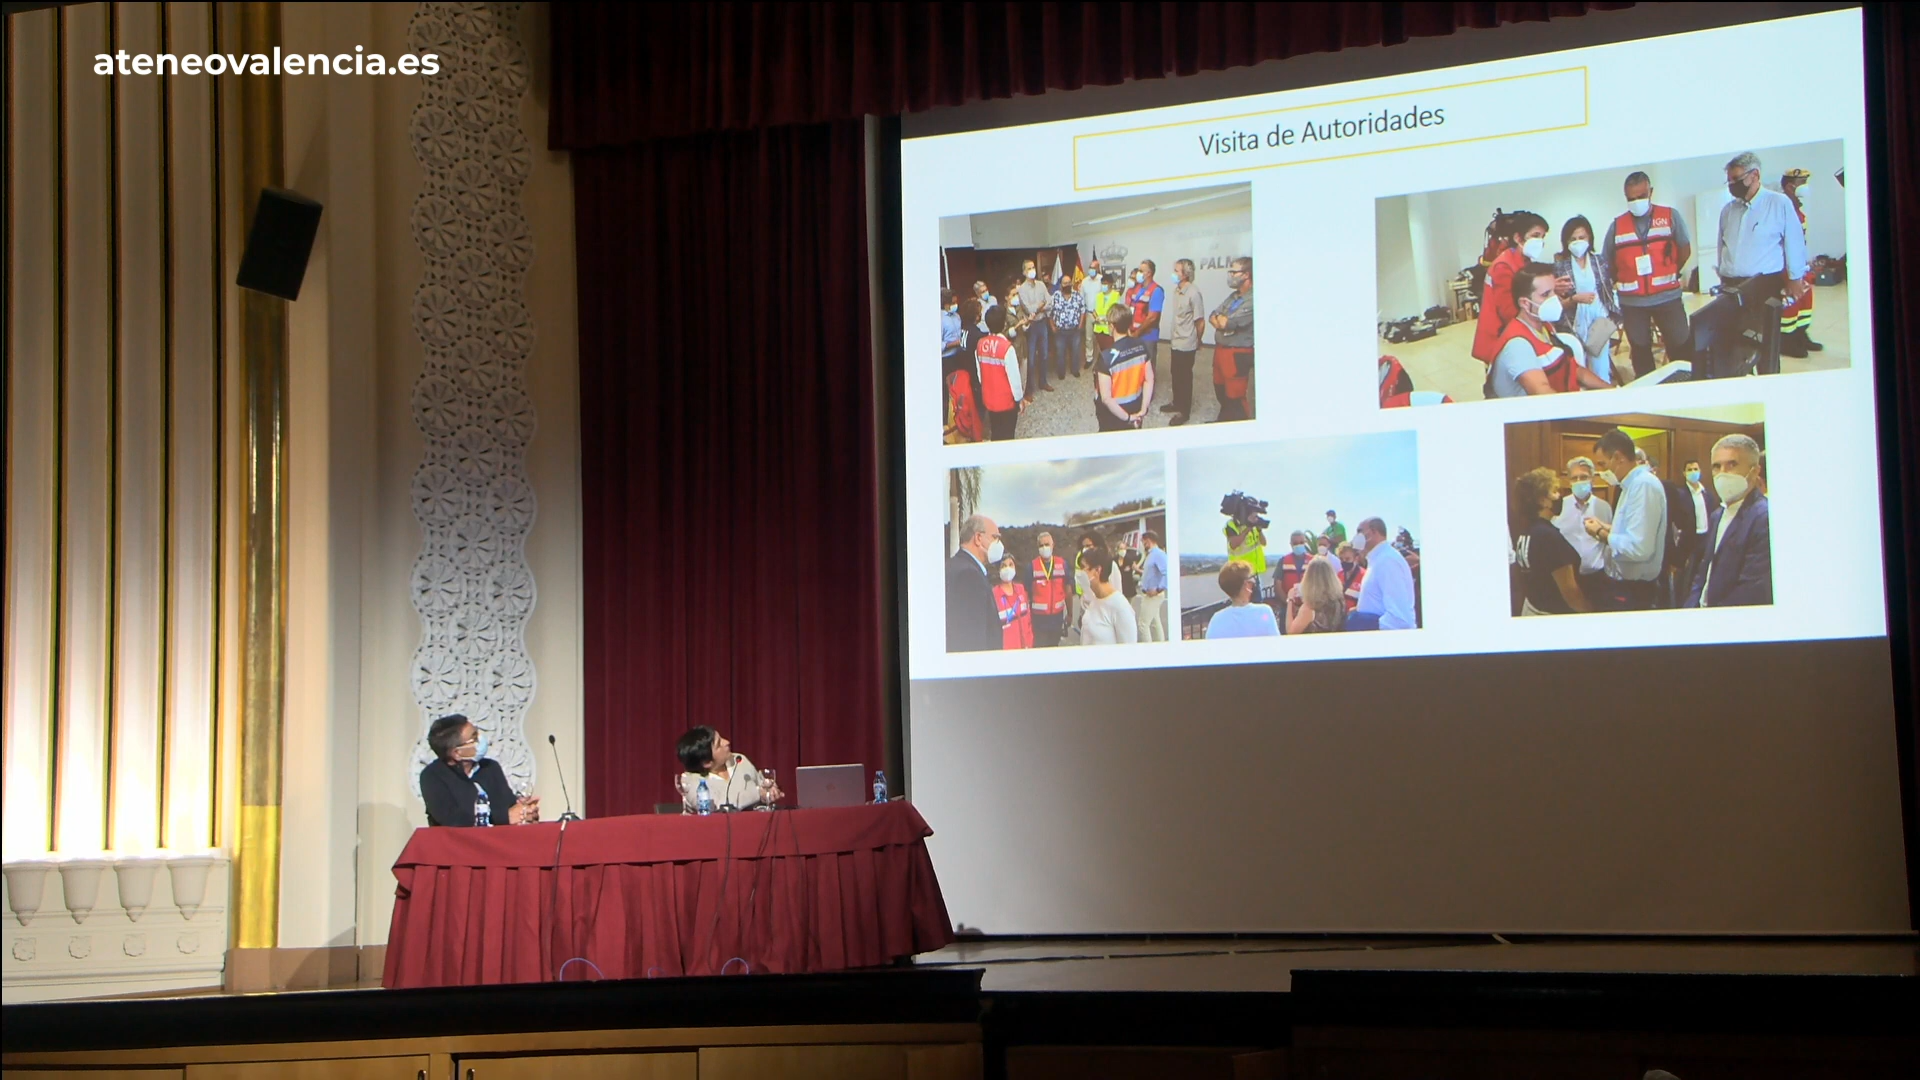 ateneovalencia.es
Visita de Autoridades
PALM
IGN
IGN